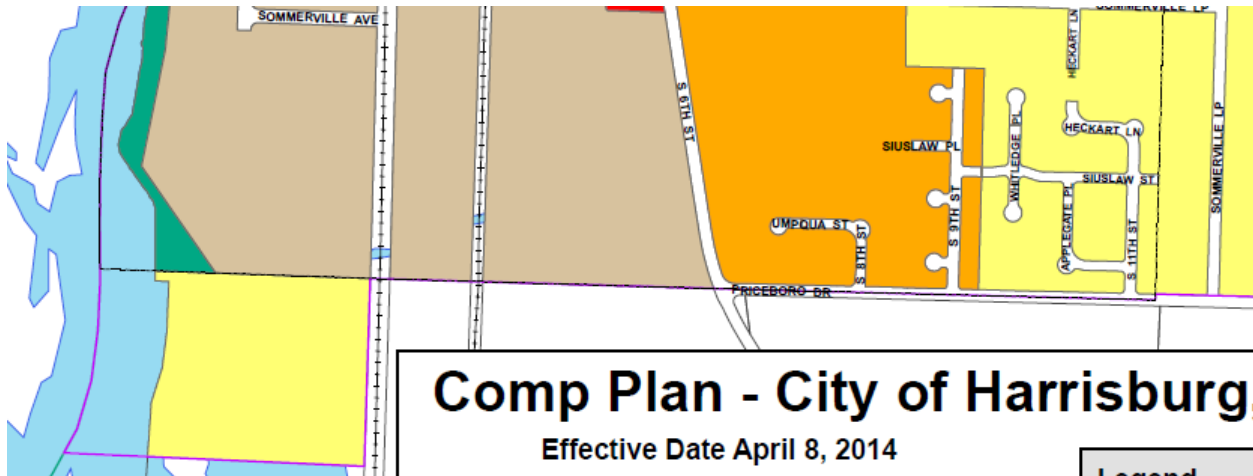 SOMMERVILLE AVE
SOMMERVILLE LP
HECKART LN
S 6TH ST
HECKART LN
SIUSLAW PL
WHITLEDGE PL
SIUSLAW ST
SOMMERVILLE LP
APPLEGATE PL
S 9TH ST
UMPQUA ST
S 8TH ST
S 11TH ST
PRICEBORO DR
Comp Plan - City of Harrisburg,
Effective Date April 8, 2014
Legend